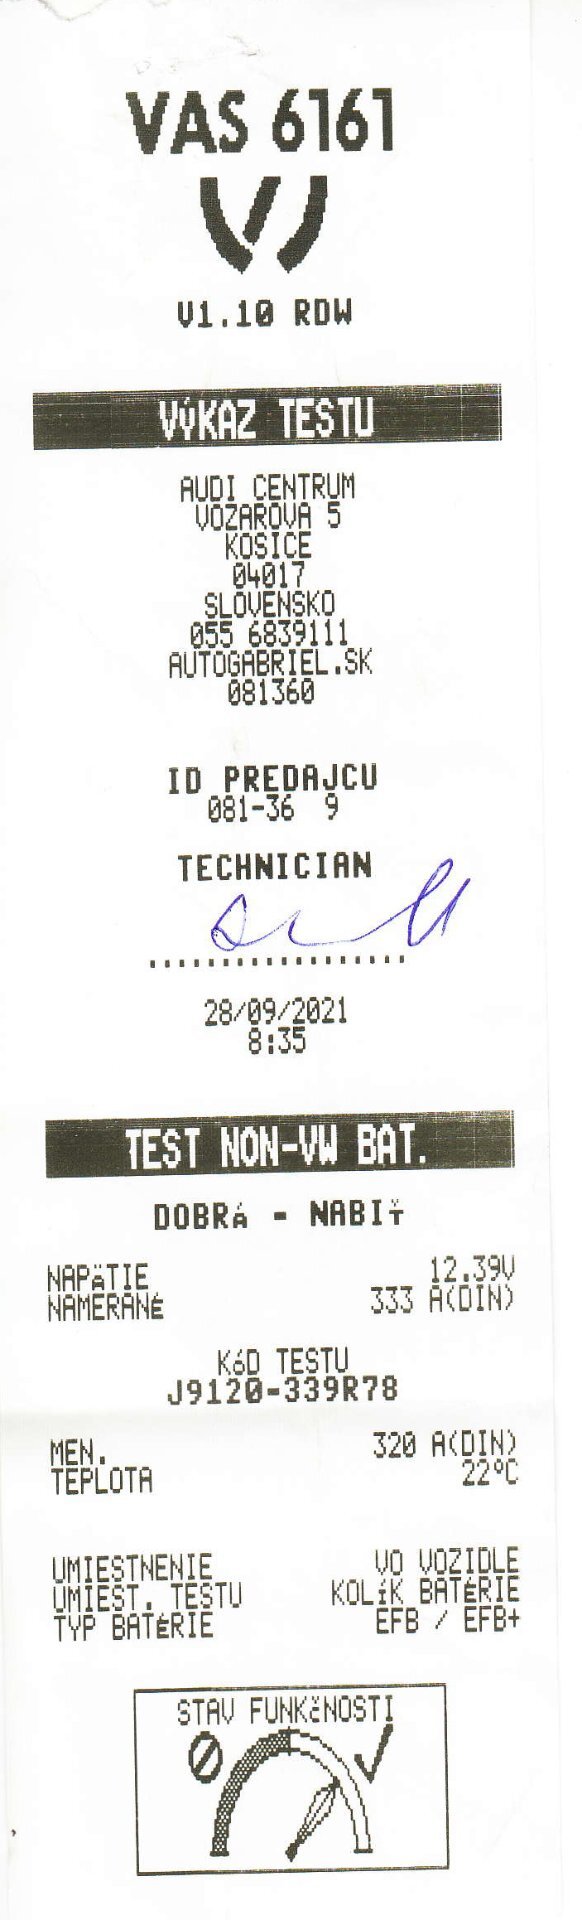 VAS 6161
V1.10 RDW
VÝKAZ TESTU
AUDI CENTRUM
VOZAROVA 5
KOSICE
04017
SLOVENSKO
055 6839111
AUTOGABRIEL.SK
081360
ID PREDAJCU
081-36 9
TECHNICIAN
28/09/2021
8:35
TEST NON-VW BAT.
DOBRÁ - NABIŤ
NAPÄTIE 12.39V
NAMERANÉ 333 A(DIN)
KÓD TESTU
J9120-339R78
MEN. 320 A(DIN)
TEPLOTA 22°C
UMIESTNENIE VO VOZIDLE
UMIEST. TESTU KOLÍK BATÉRIE
TYP BATÉRIE EFB / EFB+
STAV FUNKČNOSTI